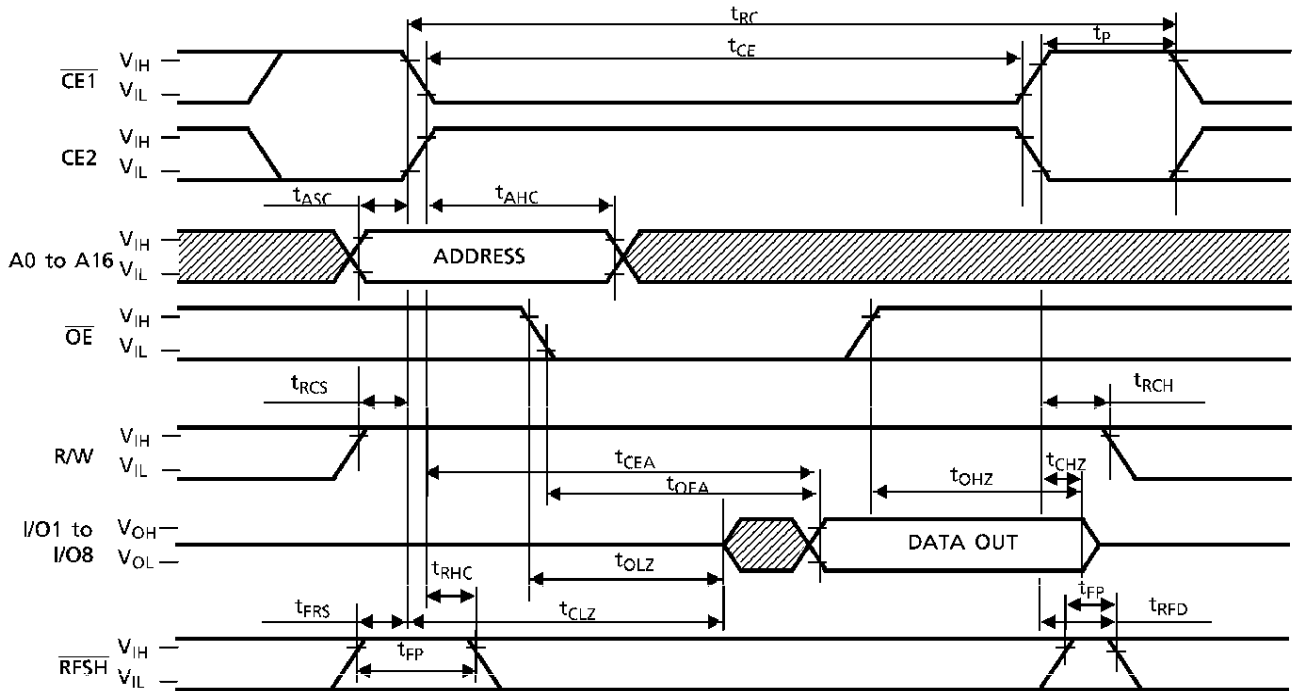 tRC
tP
tCE
CE1 VIH
VIL
CE2 VIH
VIL
tASC tAHC
A0 to A16 VIH
VIL
ADDRESS
OE VIH
VIL
tRCS tRCH
R/W VIH
VIL
tCEA tCHZ
tOEA tOHZ
I/O1 to
I/O8
VOH
VOL
DATA OUT
tRHC tOLZ tFP
tFRS tCLZ tRFD
RFSH VIH
VIL
tFP